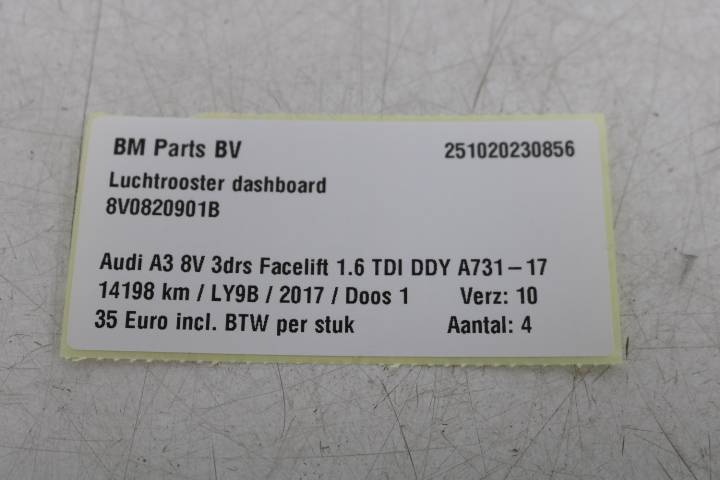 BM Parts BV 251020230856
Luchtrooster dashboard
8V0820901B
Audi A3 8V 3drs Facelift 1.6 TDI DDY A731-17
14198 km / LY9B / 2017 / Doos 1 Verz: 10
35 Euro incl. BTW per stuk Aantal: 4